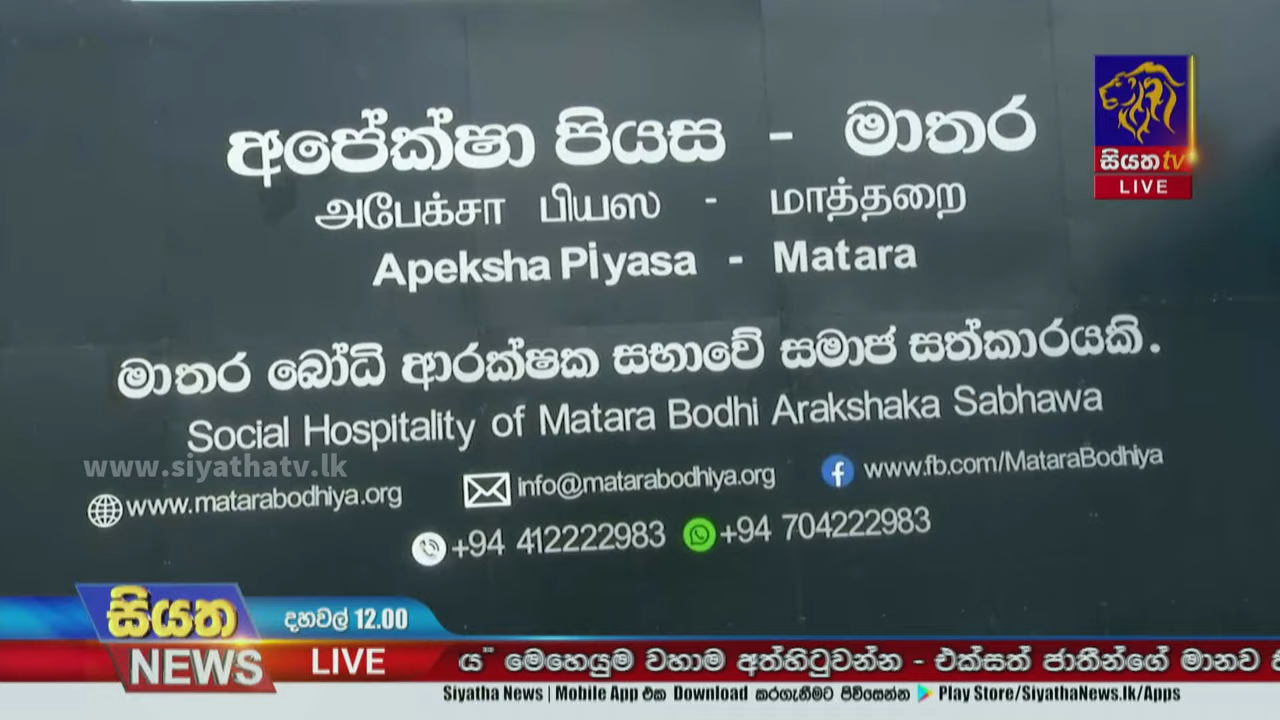 අපේක්ෂා පියස - මාතර
அபேக்சா பியஸ - மாத்தறை
Apeksha Piyasa - Matara
මාතර බෝධි ආරක්ෂක සභාවේ සමාජ සත්කාරයකි.
Social Hospitality of Matara Bodhi Arakshaka Sabhawa
www.matarabodhiya.org info@matarabodhiya.org www.fb.com/MataraBodhiya
+94 412222983 +94 704222983
සියත tv
LIVE
www.siyathatv.lk
සියත දහවල් 12.00
NEWS LIVE
ය" මෙහෙයුම වහාම අත්හිටුවන්න - එක්සත් ජාතීන්ගේ මානව
Siyatha News | Mobile App එක Download කරගැනීමට පිවිසෙන්න Play Store/SiyathaNews.lk/Apps